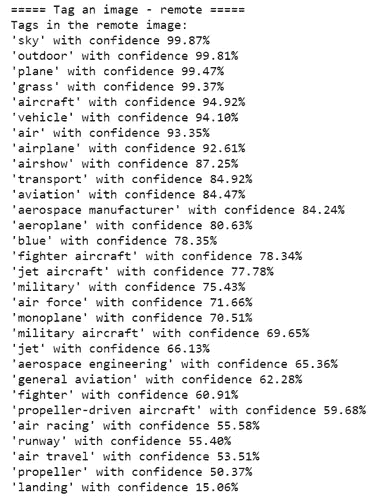 ===== Tag an image - remote =====
Tags in the remote image:
'sky' with confidence 99.87%
'outdoor' with confidence 99.81%
'plane' with confidence 99.47%
'grass' with confidence 99.37%
'aircraft' with confidence 94.92%
'vehicle' with confidence 94.10%
'air' with confidence 93.35%
'airplane' with confidence 92.61%
'airshow' with confidence 87.25%
'transport' with confidence 84.92%
'aviation' with confidence 84.47%
'aerospace manufacturer' with confidence 84.24%
'aeroplane' with confidence 80.63%
'blue' with confidence 78.35%
'fighter aircraft' with confidence 78.34%
'jet aircraft' with confidence 77.78%
'military' with confidence 75.43%
'air force' with confidence 71.66%
'monoplane' with confidence 70.51%
'military aircraft' with confidence 69.65%
'jet' with confidence 66.13%
'aerospace engineering' with confidence 65.36%
'general aviation' with confidence 62.28%
'fighter' with confidence 60.91%
'propeller-driven aircraft' with confidence 59.68%
'air racing' with confidence 55.58%
'runway' with confidence 55.40%
'air travel' with confidence 53.51%
'propeller' with confidence 50.37%
'landing' with confidence 15.06%